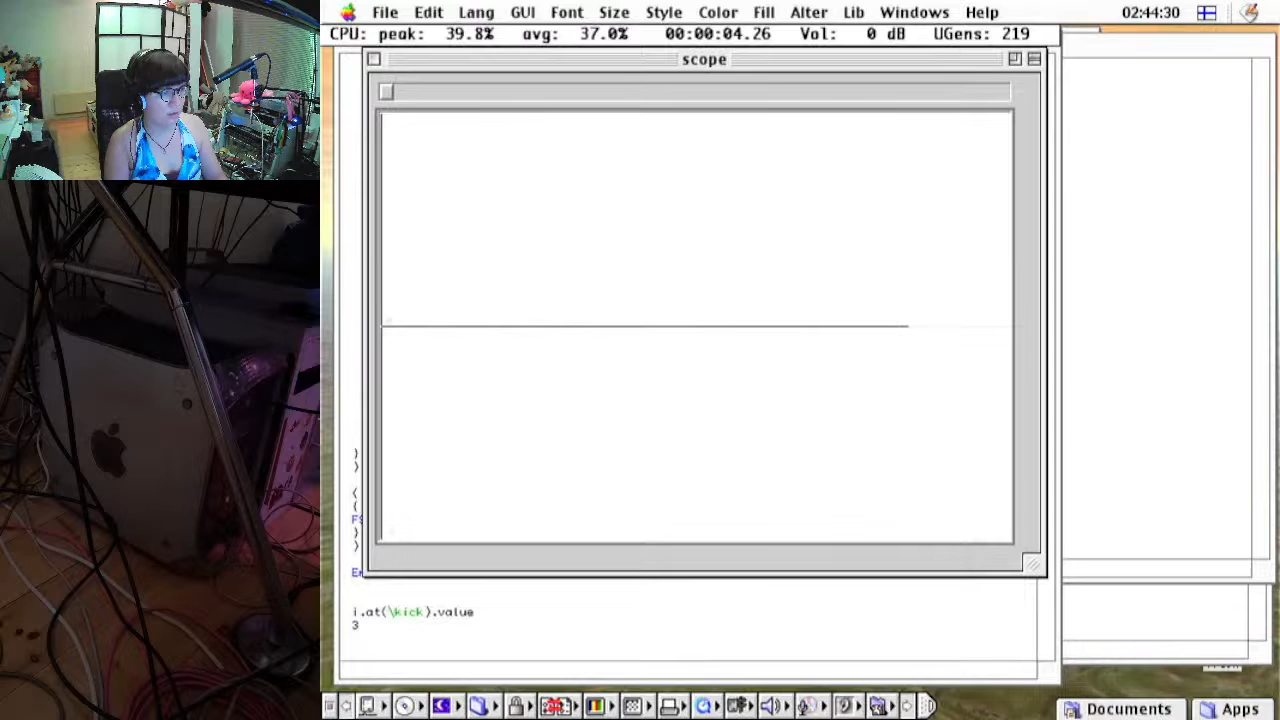 File Edit Lang GUI Font Size Style Color Fill Alter Lib Windows Help 02:44:30
CPU: peak: 39.8% avg: 37.0% 00:00:04.26 Vol: 0 dB UGens: 219
scope
)
)
(
(
)
)
i.at(\kick).value
3
Documents Apps